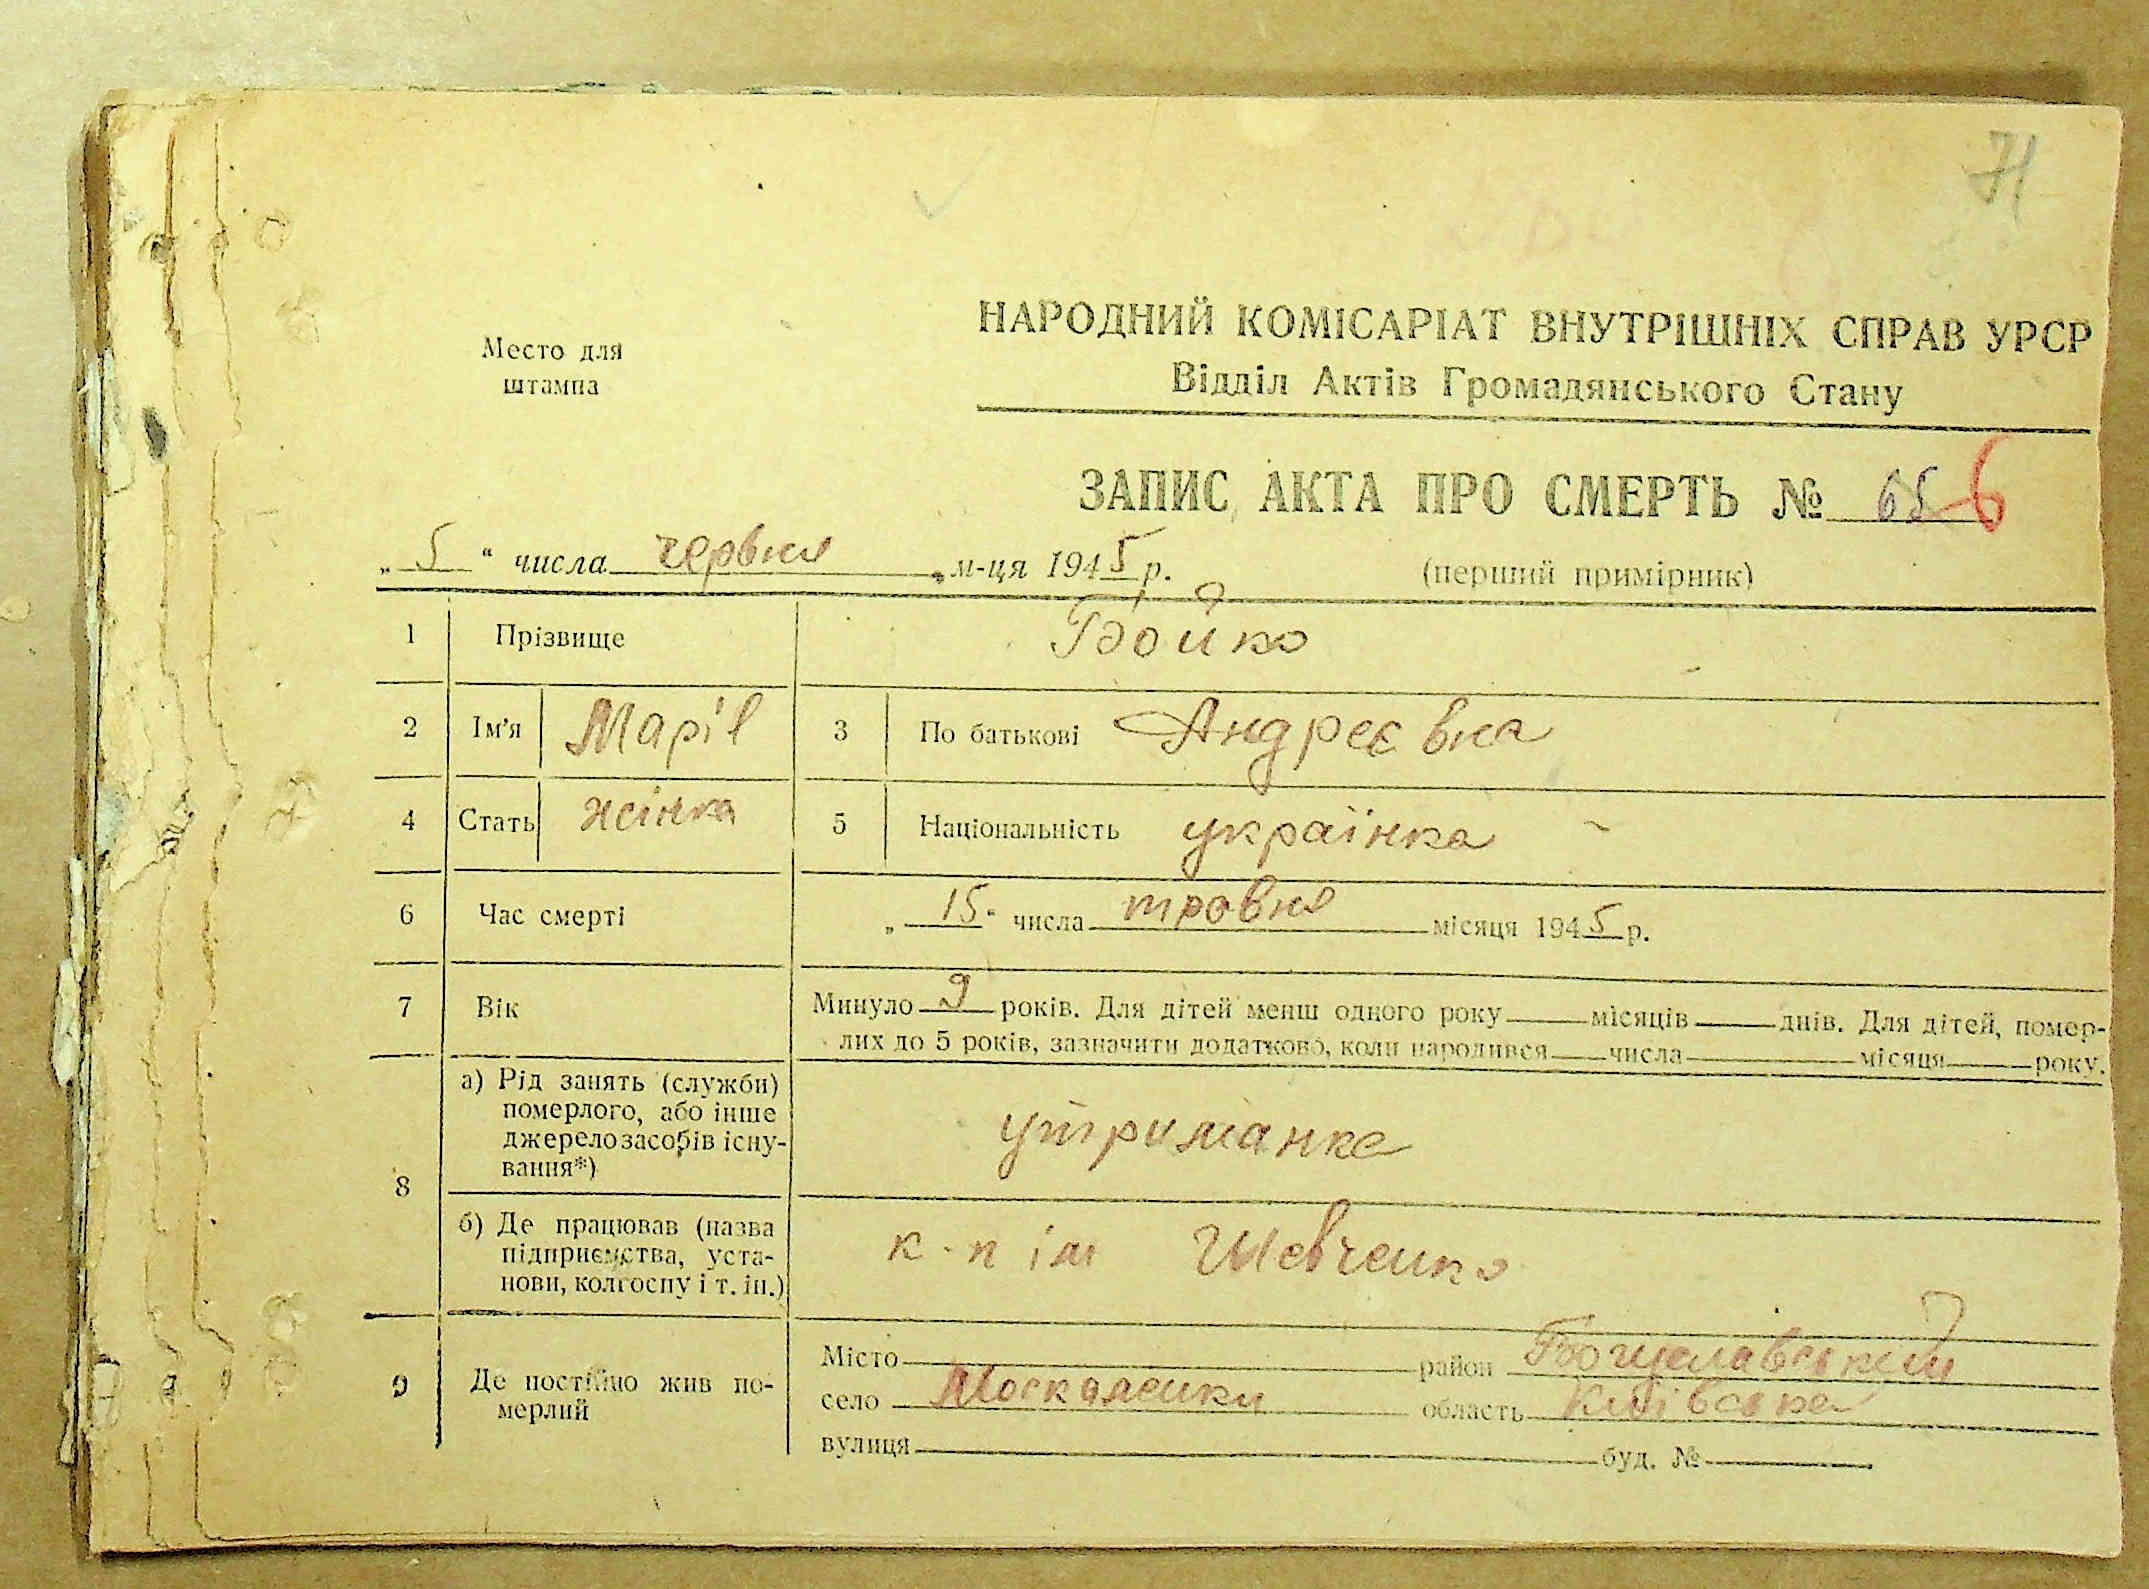 71
Место для
штампа
НАРОДНИЙ КОМІСАРІАТ ВНУТРІШНІХ СПРАВ УРСР
Відділ Актів Громадянського Стану
ЗАПИС АКТА ПРО СМЕРТЬ № 65 6
„ 5 “ числа червня м-ця 1945 р.
(перший примірник)
1 Прізвище Бойко
2 Ім'я Марія 3 По батькові Андреєвна
4 Стать жінка 5 Національність українка
6 Час смерті „ 15 " числа травня місяця 1945 р.
7 Вік Минуло 9 років. Для дітей менш одного року місяців днів. Для дітей, помер-
лих до 5 років, зазначити додатково, коли народився числа місяця року.
8 а) Рід занять (служби)
померлого, або інше
джерело засобів існу-
вання*)
утриманка
б) Де працював (назва
підприємства, уста-
нови, колгоспу і т. ін.)
к-п ім Шевченко
9 Де постійно жив по-
мерлий
Місто район Богуславський
село Москаленки область Київська
вулиця буд. №